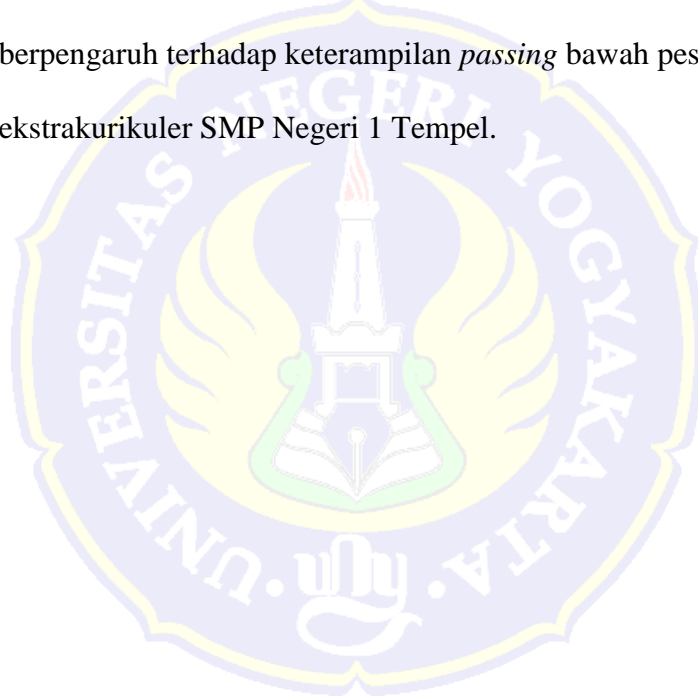 berpengaruh terhadap keterampilan passing bawah pes
ekstrakurikuler SMP Negeri 1 Tempel.
UNIVERSITAS NEGERI YOGYAKARTA
uny